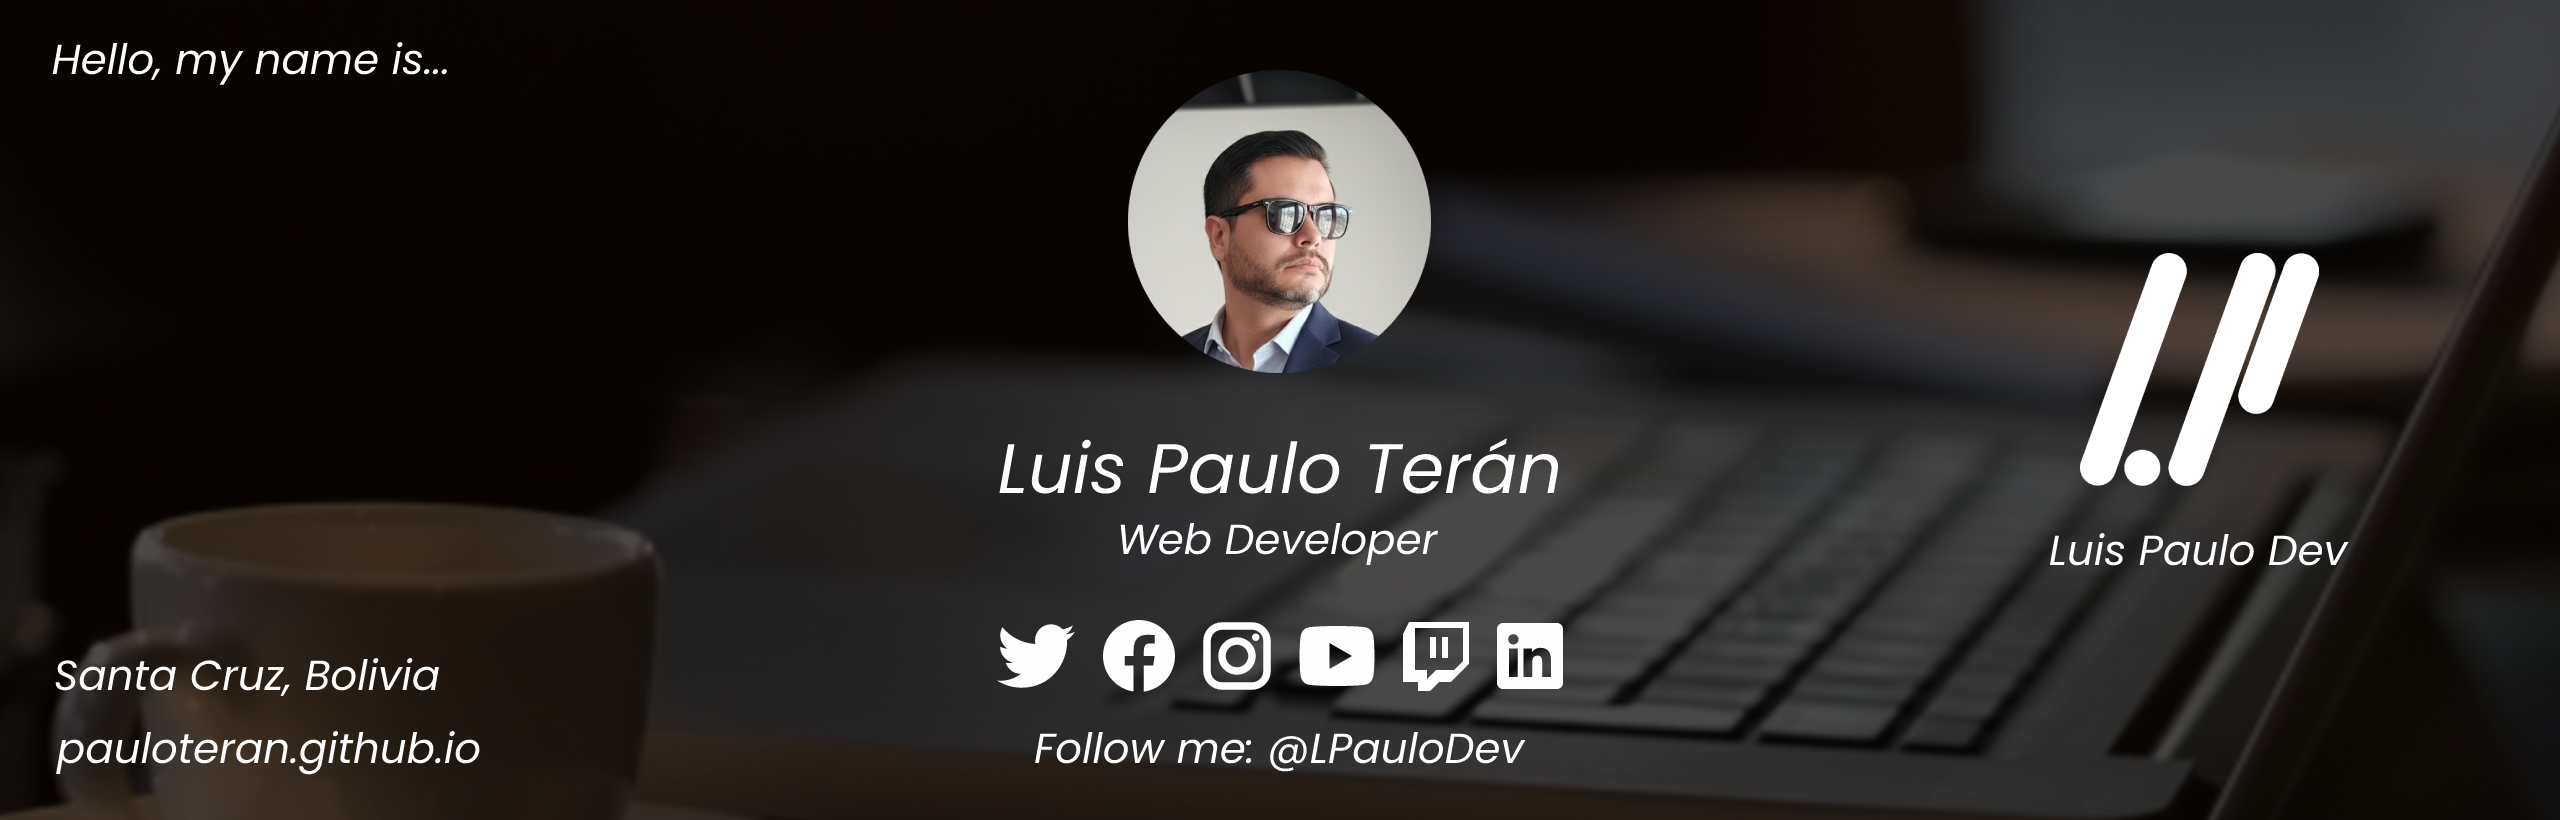 Hello, my name is...
Luis Paulo Terán
Web Developer
Follow me: @LPauloDev
Santa Cruz, Bolivia
pauloteran.github.io
L.P
Luis Paulo Dev